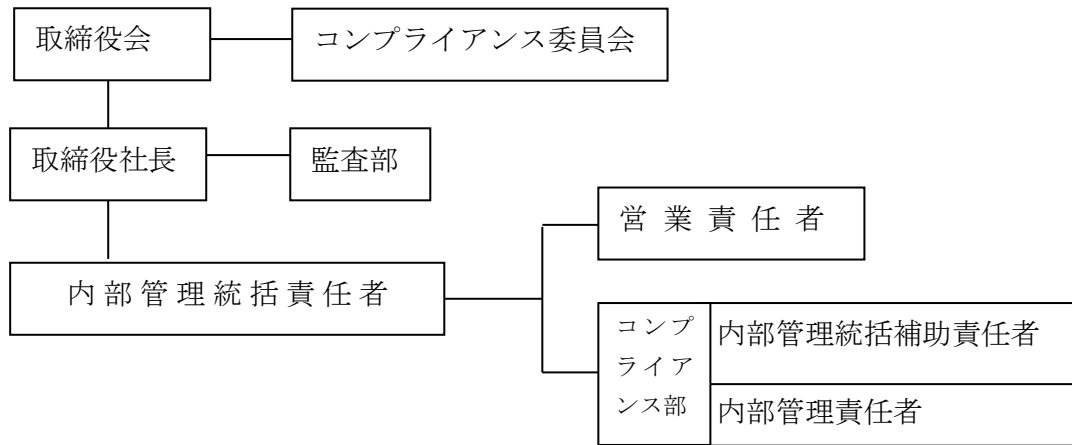 取締役会
コンプライアンス委員会
取締役社長
監査部
営業責任者
内部管理統括責任者
コンプ
ライア
ンス部
内部管理統括補助責任者
内部管理責任者